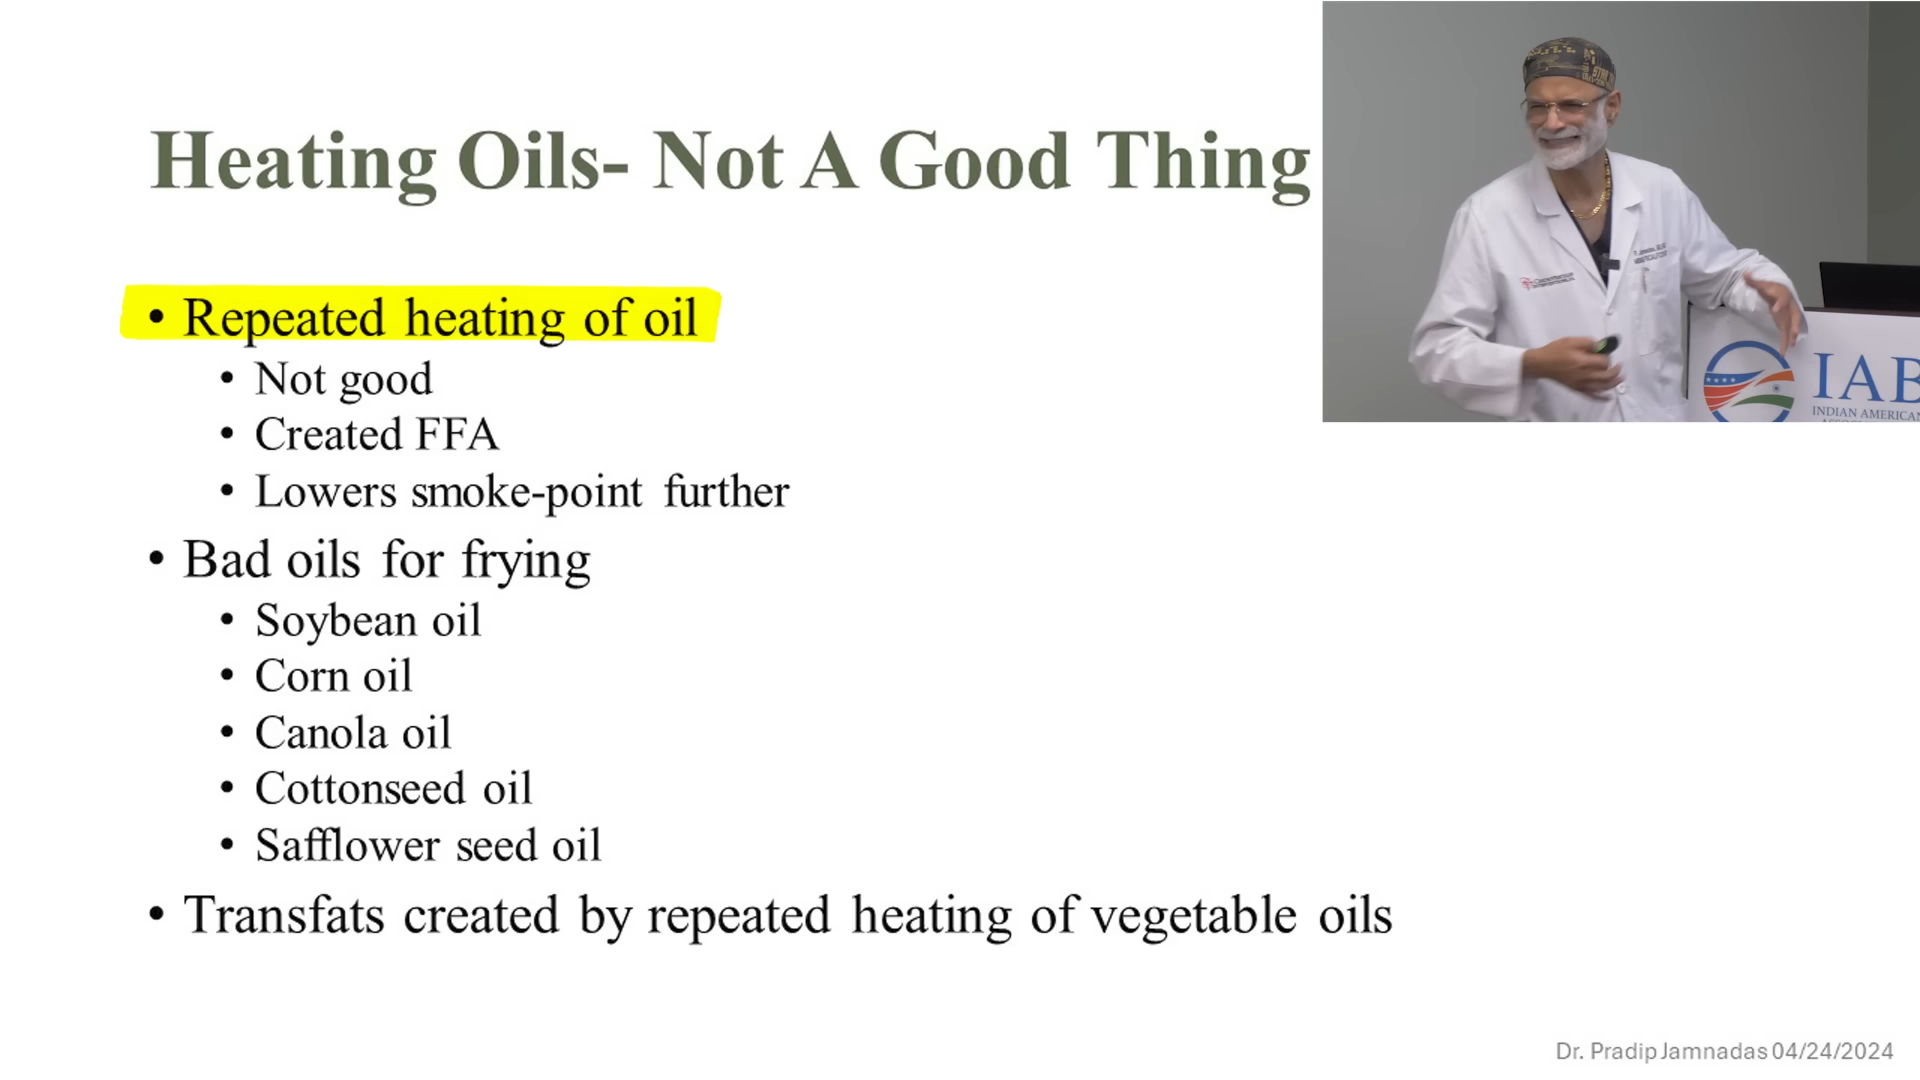 Heating Oils- Not A Good Thing
• Repeated heating of oil
• Not good
• Created FFA
• Lowers smoke-point further
• Bad oils for frying
• Soybean oil
• Corn oil
• Canola oil
• Cottonseed oil
• Safflower seed oil
• Transfats created by repeated heating of vegetable oils
IAB
INDIAN AMERICAN
Dr. Pradip Jamnadas 04/24/2024